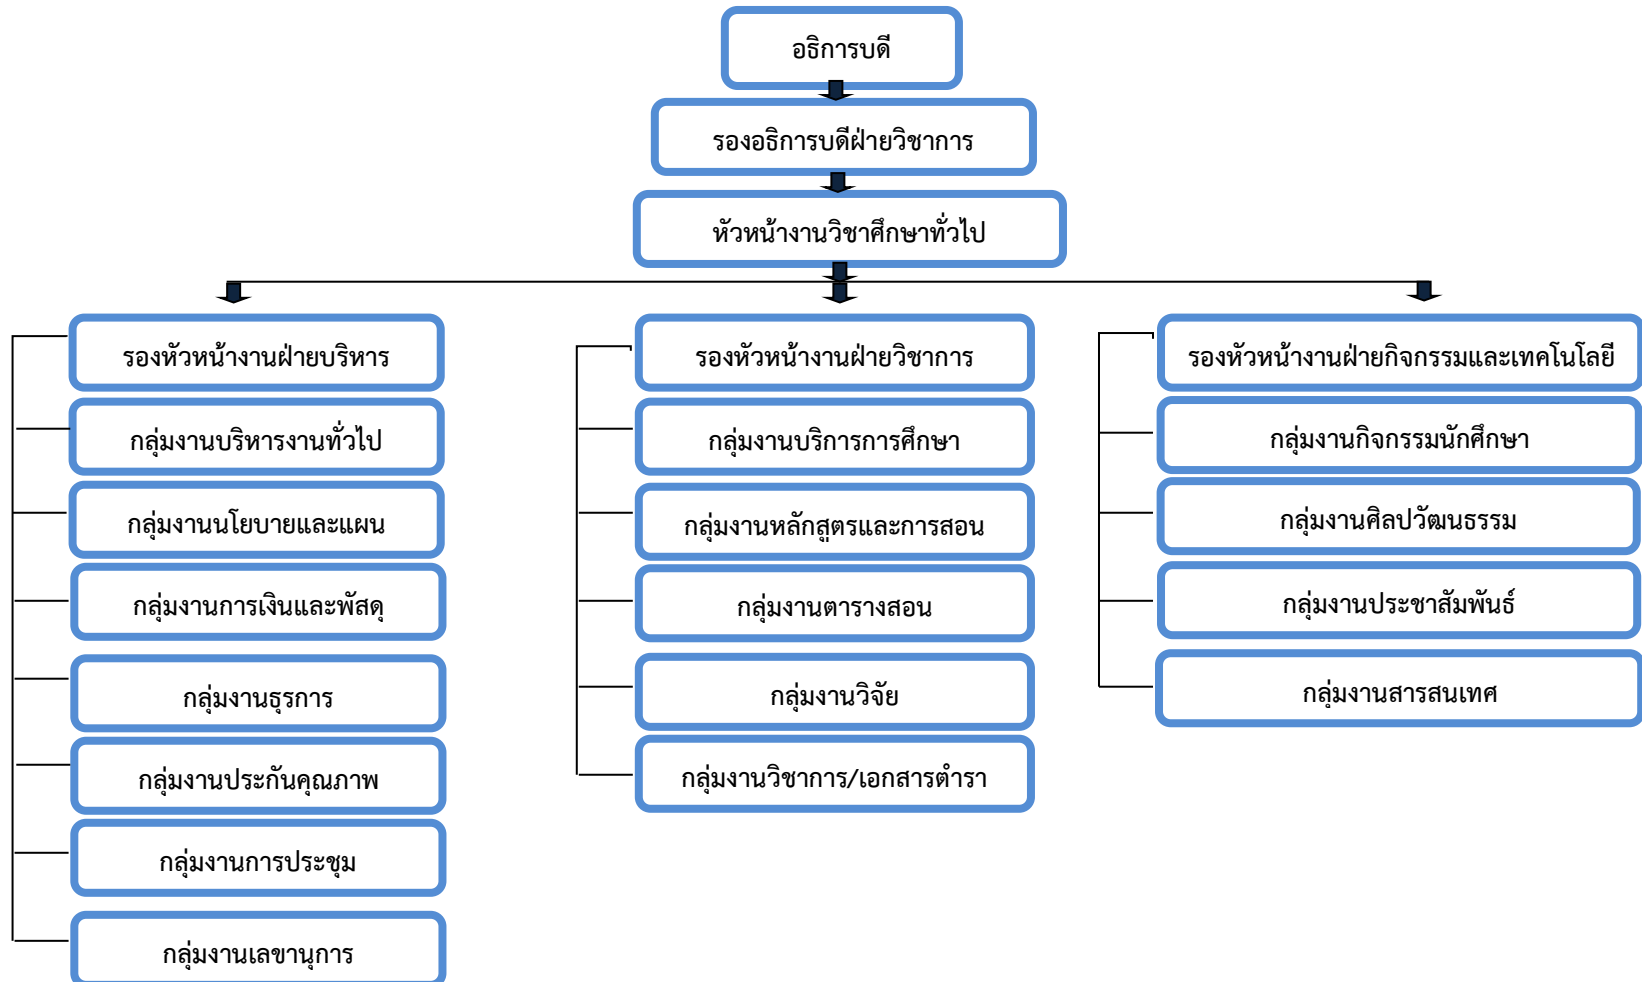 อธิการบดี
รองอธิการบดีฝ่ายวิชาการ
หัวหน้างานวิชาศึกษาทั่วไป
รองหัวหน้างานฝ่ายบริหาร
กลุ่มงานบริหารงานทั่วไป
กลุ่มงานนโยบายและแผน
กลุ่มงานการเงินและพัสดุ
กลุ่มงานธุรการ
กลุ่มงานประกันคุณภาพ
กลุ่มงานการประชุม
กลุ่มงานเลขานุการ
รองหัวหน้างานฝ่ายวิชาการ
กลุ่มงานบริการการศึกษา
กลุ่มงานหลักสูตรและการสอน
กลุ่มงานตารางสอน
กลุ่มงานวิจัย
กลุ่มงานวิชาการ/เอกสารตำรา
รองหัวหน้างานฝ่ายกิจกรรมและเทคโนโลยี
กลุ่มงานกิจกรรมนักศึกษา
กลุ่มงานศิลปวัฒนธรรม
กลุ่มงานประชาสัมพันธ์
กลุ่มงานสารสนเทศ